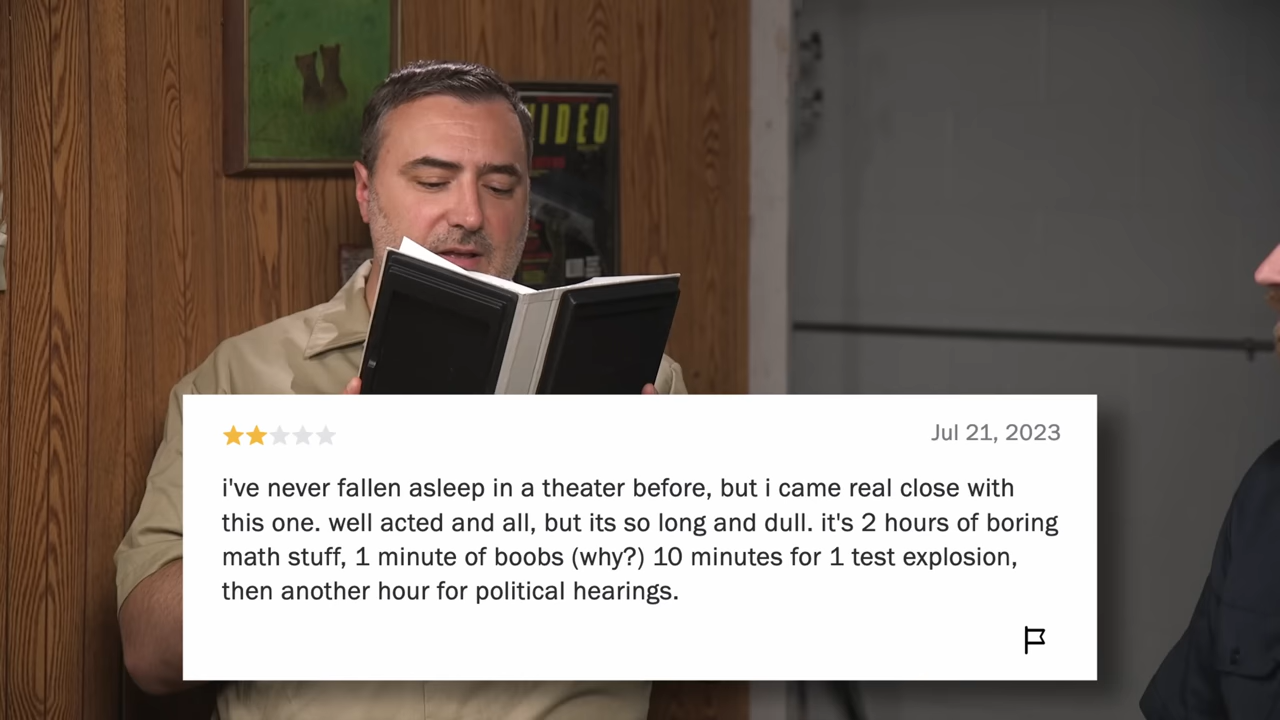 VIDEO
Jul 21, 2023
i've never fallen asleep in a theater before, but i came real close with
this one. well acted and all, but its so long and dull. it's 2 hours of boring
math stuff, 1 minute of boobs (why?) 10 minutes for 1 test explosion,
then another hour for political hearings.